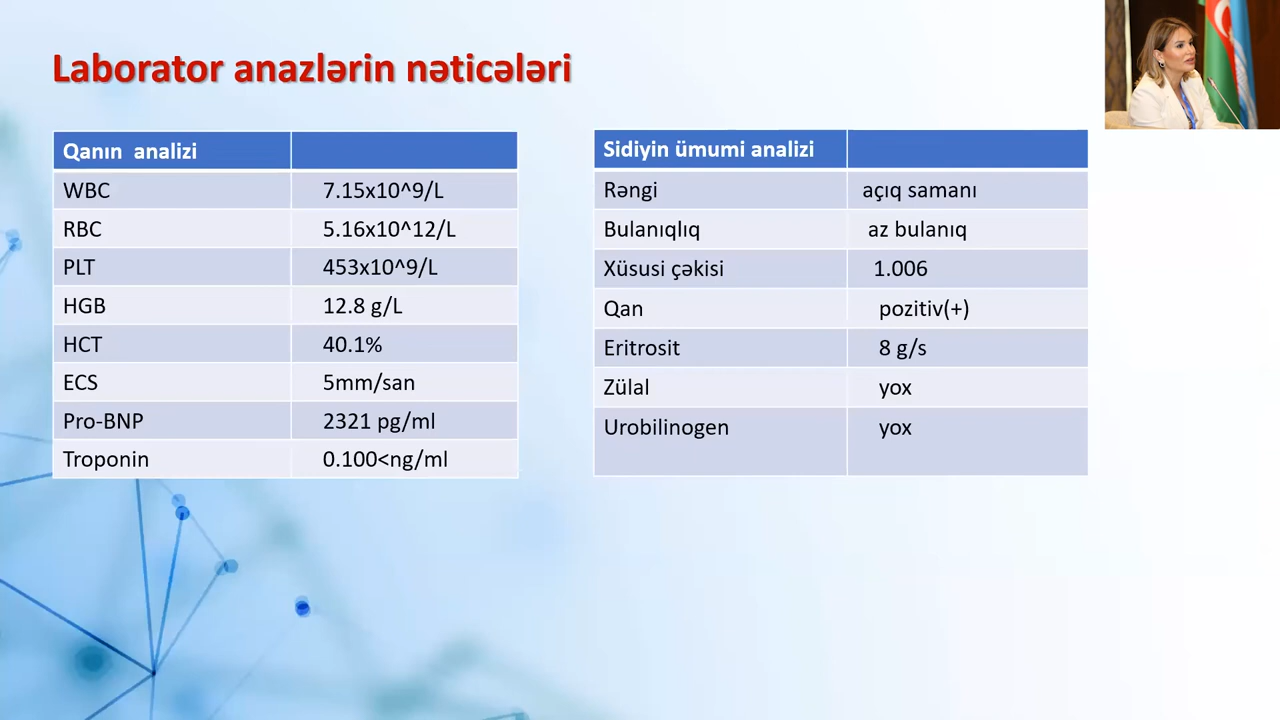 Laborator anazlərin nəticələri
Qanın analizi
WBC 7.15x10^9/L
RBC 5.16x10^12/L
PLT 453x10^9/L
HGB 12.8 g/L
HCT 40.1%
ECS 5mm/san
Pro-BNP 2321 pg/ml
Troponin 0.100<ng/ml
Sidiyin ümumi analizi
Rəngi açıq samanı
Bulanıqlıq az bulanıq
Xüsusi çəkisi 1.006
Qan pozitiv(+)
Eritrosit 8 g/s
Zülal yox
Urobilinogen yox